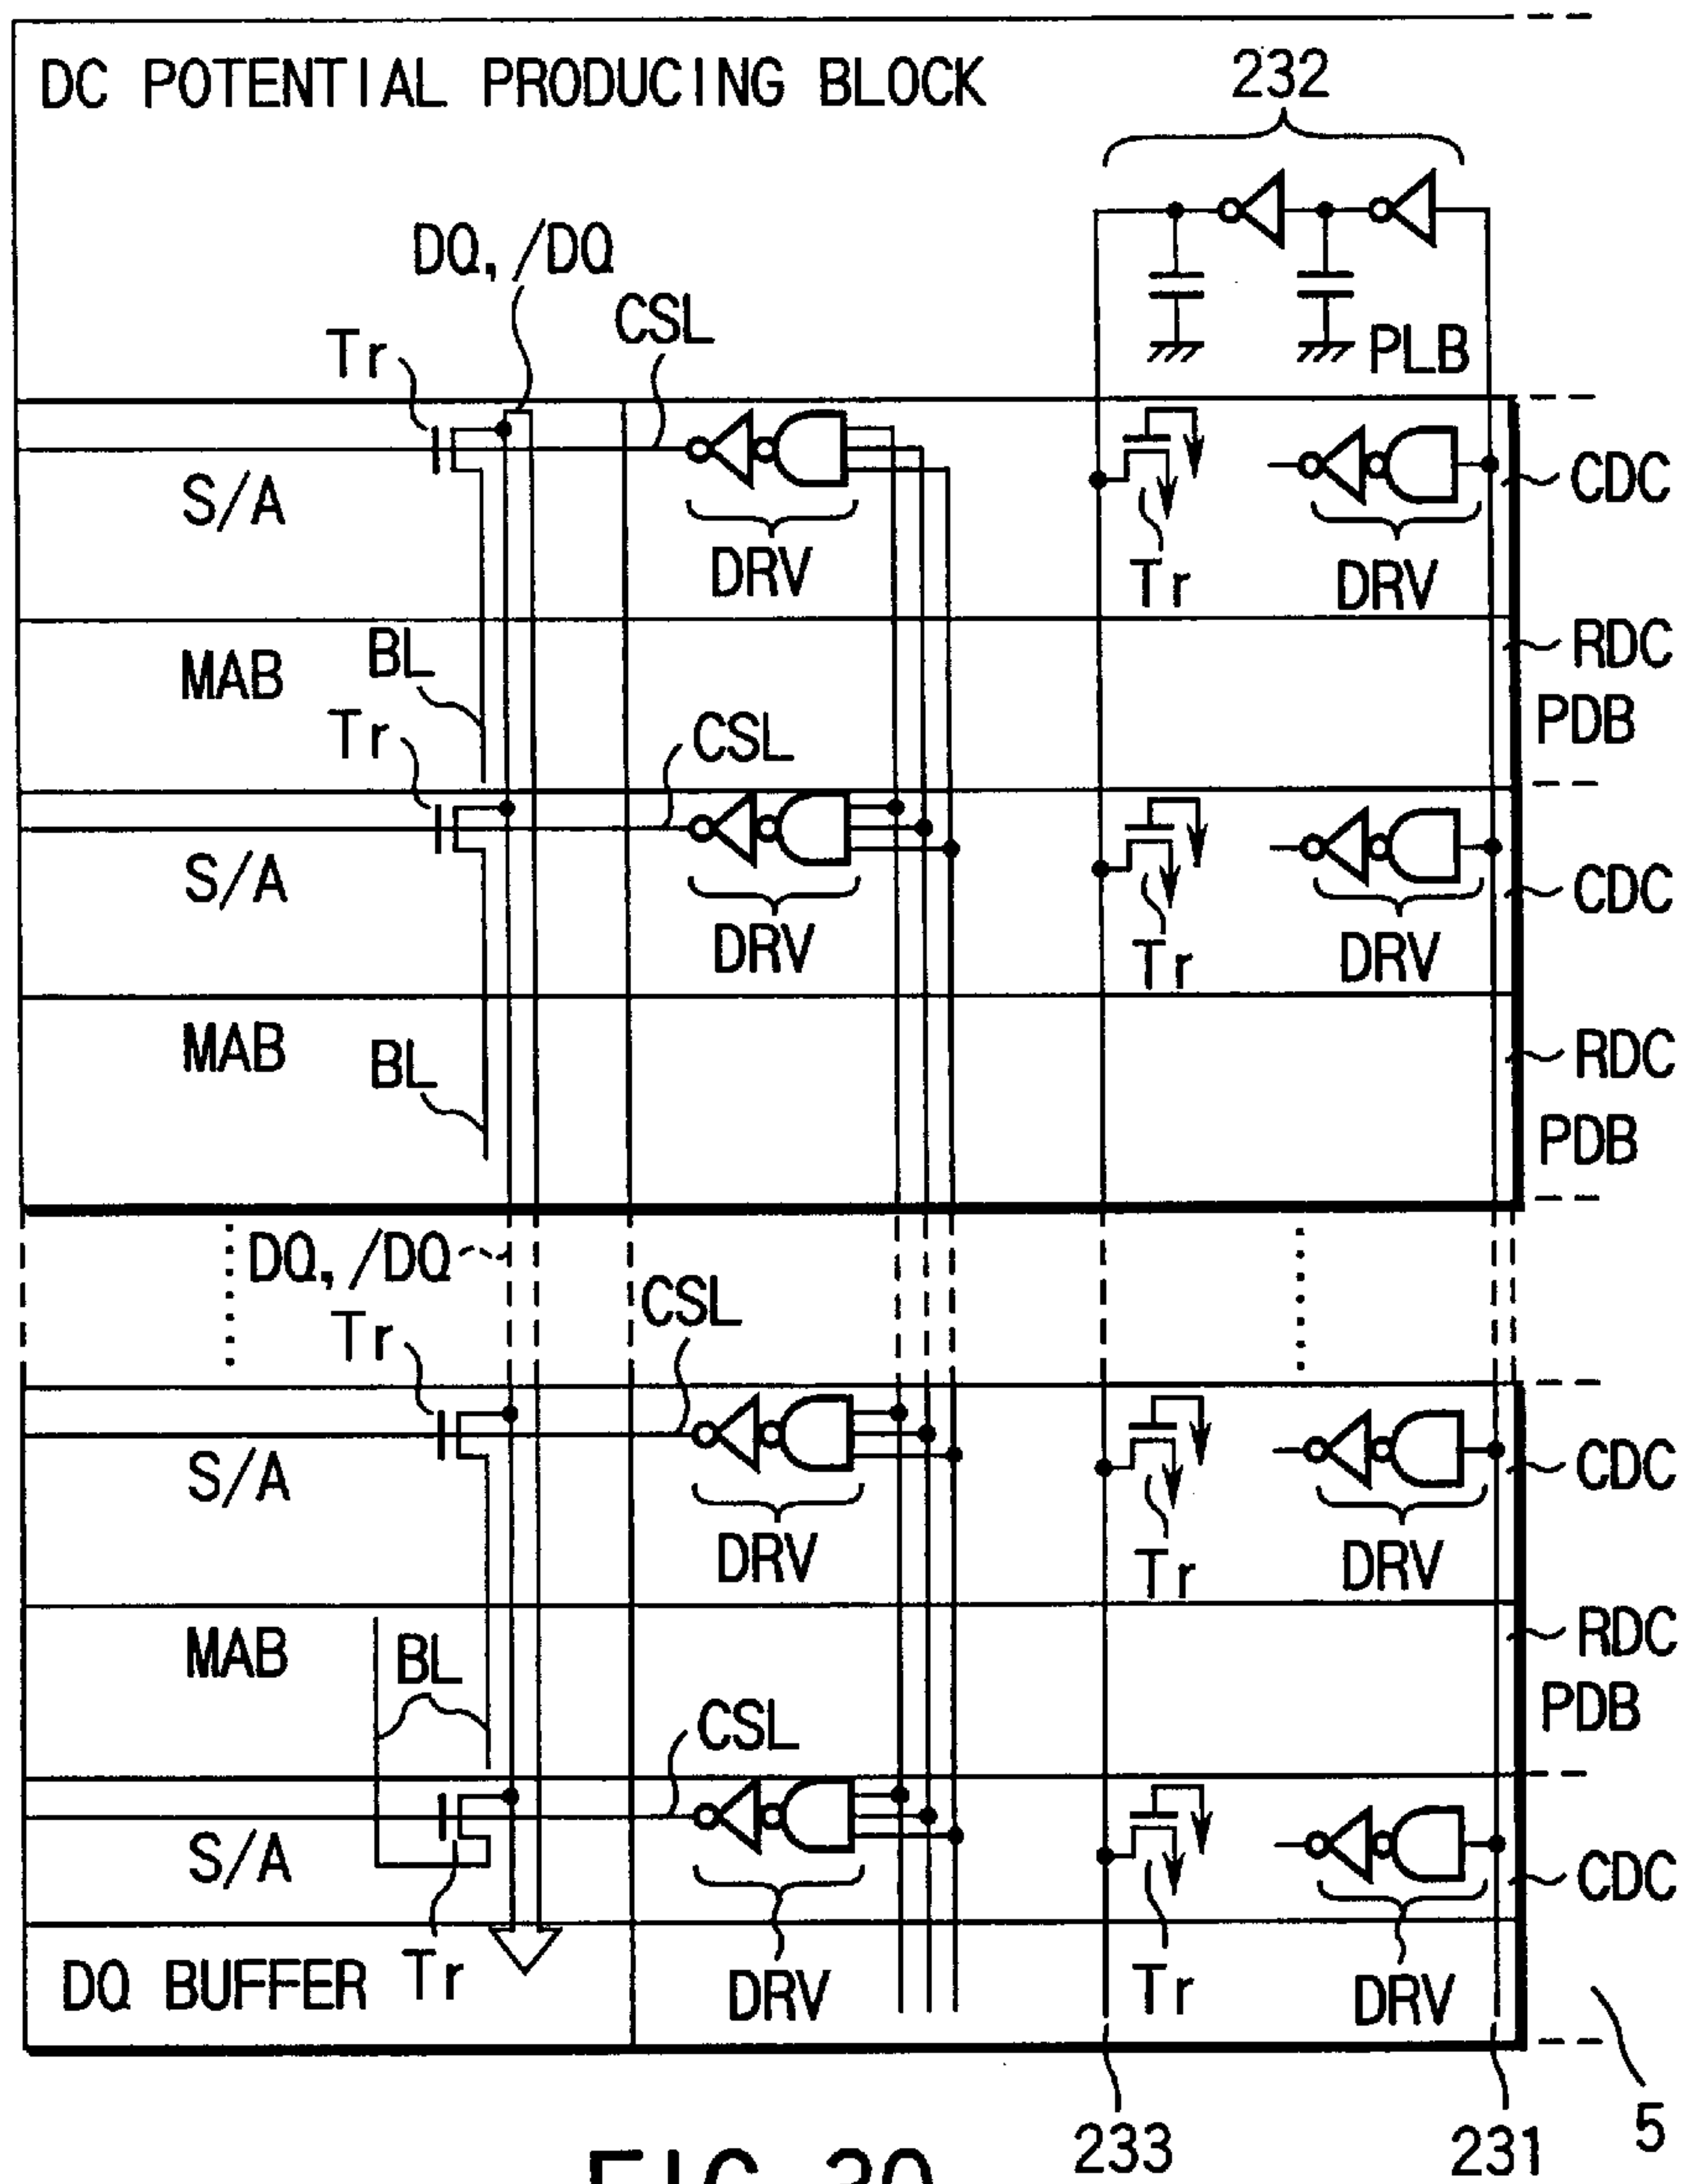 DC POTENTIAL PRODUCING BLOCK
232
DQ, /DQ
CSL
Tr
PLB
S/A
DRV
Tr
DRV
CDC
MAB
BL
RDC
PDB
Tr
CSL
S/A
DRV
Tr
DRV
CDC
MAB
BL
RDC
PDB
DQ, /DQ
CSL
Tr
S/A
DRV
Tr
DRV
CDC
MAB
BL
RDC
PDB
CSL
S/A
CDC
DQ BUFFER
Tr
DRV
Tr
DRV
233
231
5